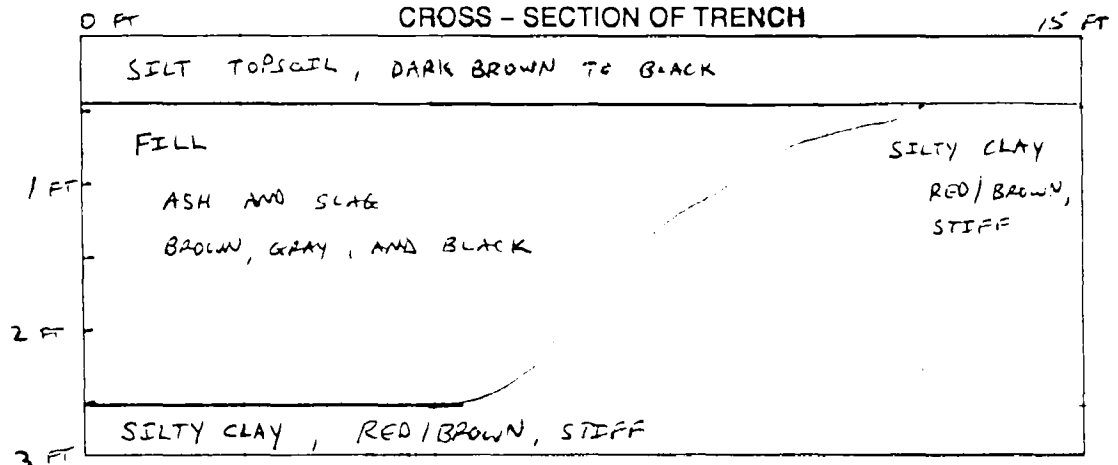 0 FT CROSS – SECTION OF TRENCH 15 FT
SILT TOPSOIL, DARK BROWN TO BLACK
FILL
SILTY CLAY
1 FT
RED/BROWN,
ASH AND SLAG
STIFF
BROWN, GRAY, AND BLACK
2 FT
SILTY CLAY, RED/BROWN, STIFF
3 FT